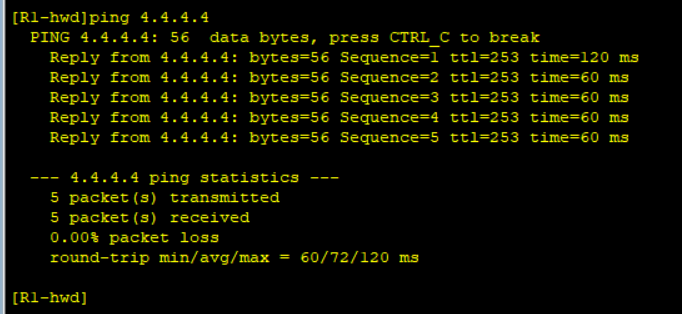 [R1-hwd]ping 4.4.4.4
PING 4.4.4.4: 56  data bytes, press CTRL_C to break
Reply from 4.4.4.4: bytes=56 Sequence=1 ttl=253 time=120 ms
Reply from 4.4.4.4: bytes=56 Sequence=2 ttl=253 time=60 ms
Reply from 4.4.4.4: bytes=56 Sequence=3 ttl=253 time=60 ms
Reply from 4.4.4.4: bytes=56 Sequence=4 ttl=253 time=60 ms
Reply from 4.4.4.4: bytes=56 Sequence=5 ttl=253 time=60 ms
--- 4.4.4.4 ping statistics ---
5 packet(s) transmitted
5 packet(s) received
0.00% packet loss
round-trip min/avg/max = 60/72/120 ms
[R1-hwd]